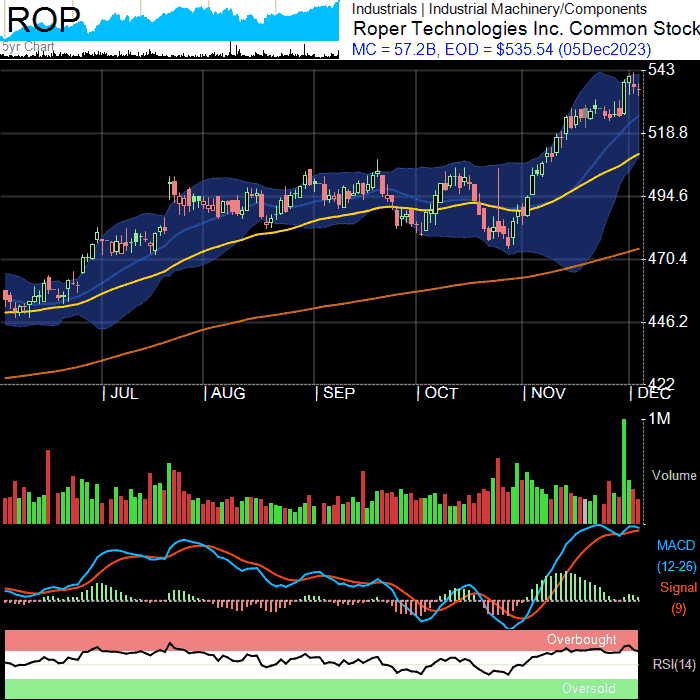 ROP
5yr Chart
Industrials | Industrial Machinery/Components
Roper Technologies Inc. Common Stock
MC = 57.2B, EOD = $535.54 (05Dec2023)
543
518.8
494.6
470.4
446.2
422
JUL AUG SEP OCT NOV DEC
1M
Volume
MACD
(12-26)
Signal
(9)
Overbought
RSI(14)
Oversold